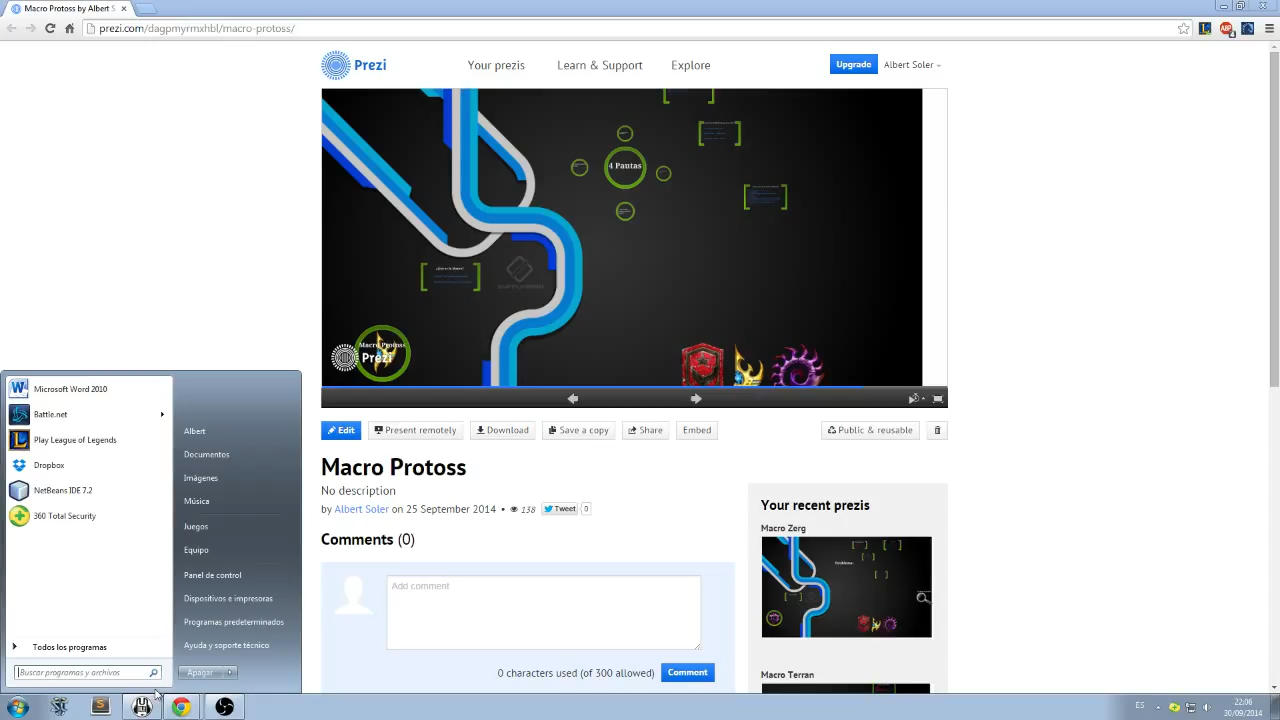 Macro Protoss by Albert S
prezi.com/dagpmyrmxhbl/macro-protoss/
Prezi
Your prezis
Learn & Support
Explore
Upgrade
Albert Soler
4 Pautas
Macro Protoss
Prezi
Edit
Present remotely
Download
Save a copy
Share
Embed
Public & reusable
Macro Protoss
No description
by Albert Soler on 25 September 2014 • 138
Tweet
0
Comments (0)
Add comment
0 characters used (of 300 allowed)
Comment
Your recent prezis
Macro Zerg
Macro Terran
Microsoft Word 2010
Battle.net
Play League of Legends
Dropbox
NetBeans IDE 7.2
360 Total Security
Todos los programas
Buscar programas y archivos
Albert
Documentos
Imágenes
Música
Juegos
Equipo
Panel de control
Dispositivos e impresoras
Programas predeterminados
Ayuda y soporte técnico
Apagar
ES
22:06
30/09/2014